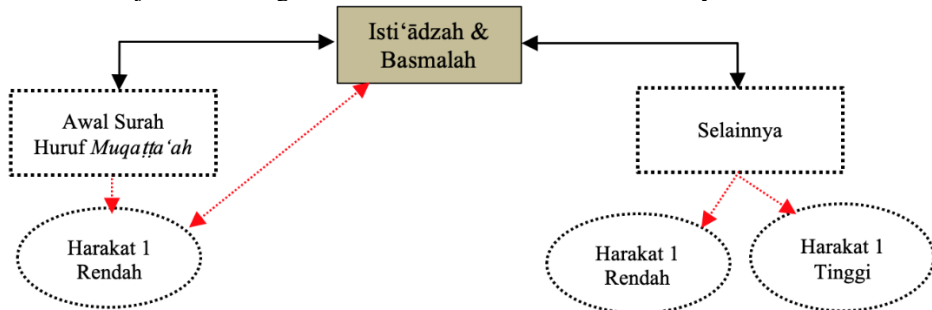 Isti‘ādzah &
Basmalah
Awal Surah
Huruf Muqaṭṭa‘ah
Selainnya
Harakat 1
Rendah
Harakat 1
Rendah
Harakat 1
Tinggi